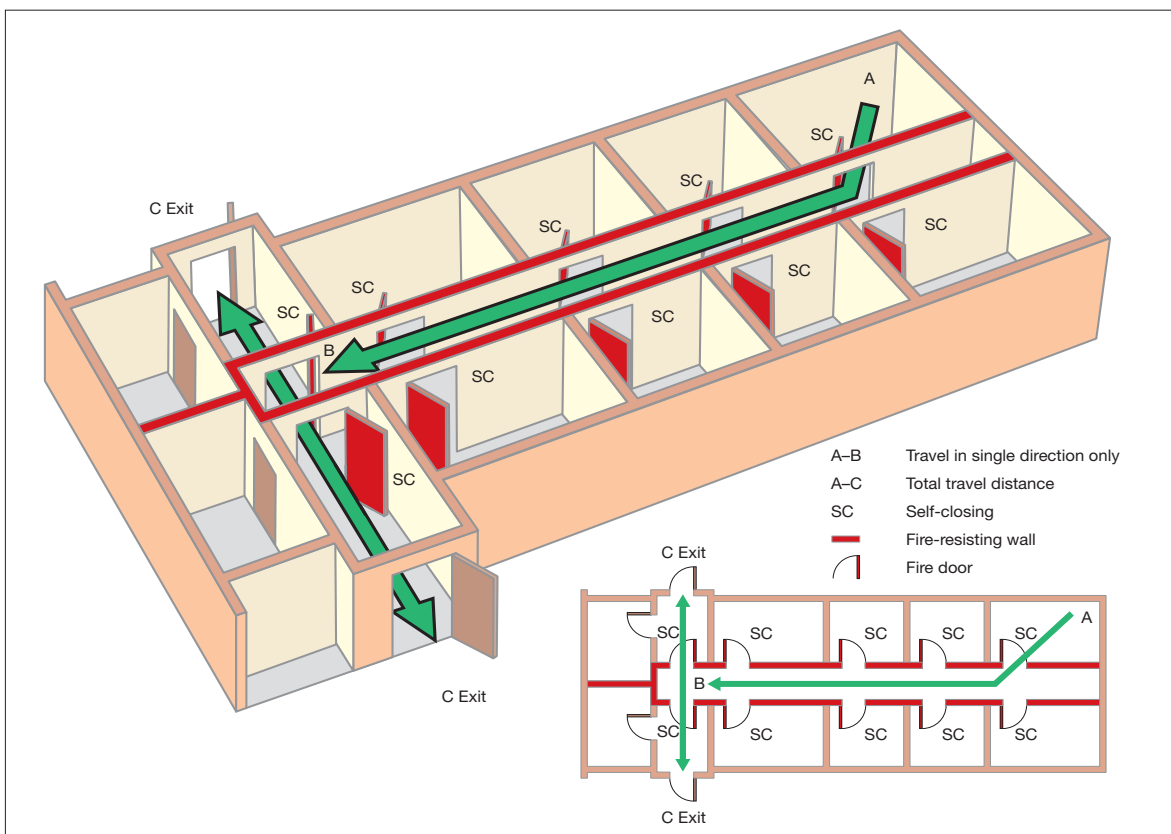 A
SC
SC
C Exit
SC
SC
SC
SC
SC
B
SC
SC
SC
A–B Travel in single direction only
A–C Total travel distance
SC Self-closing
Fire-resisting wall
Fire door
C Exit
C Exit
A
SC
SC
SC
SC
SC
B
SC
SC
SC
SC
SC
C Exit